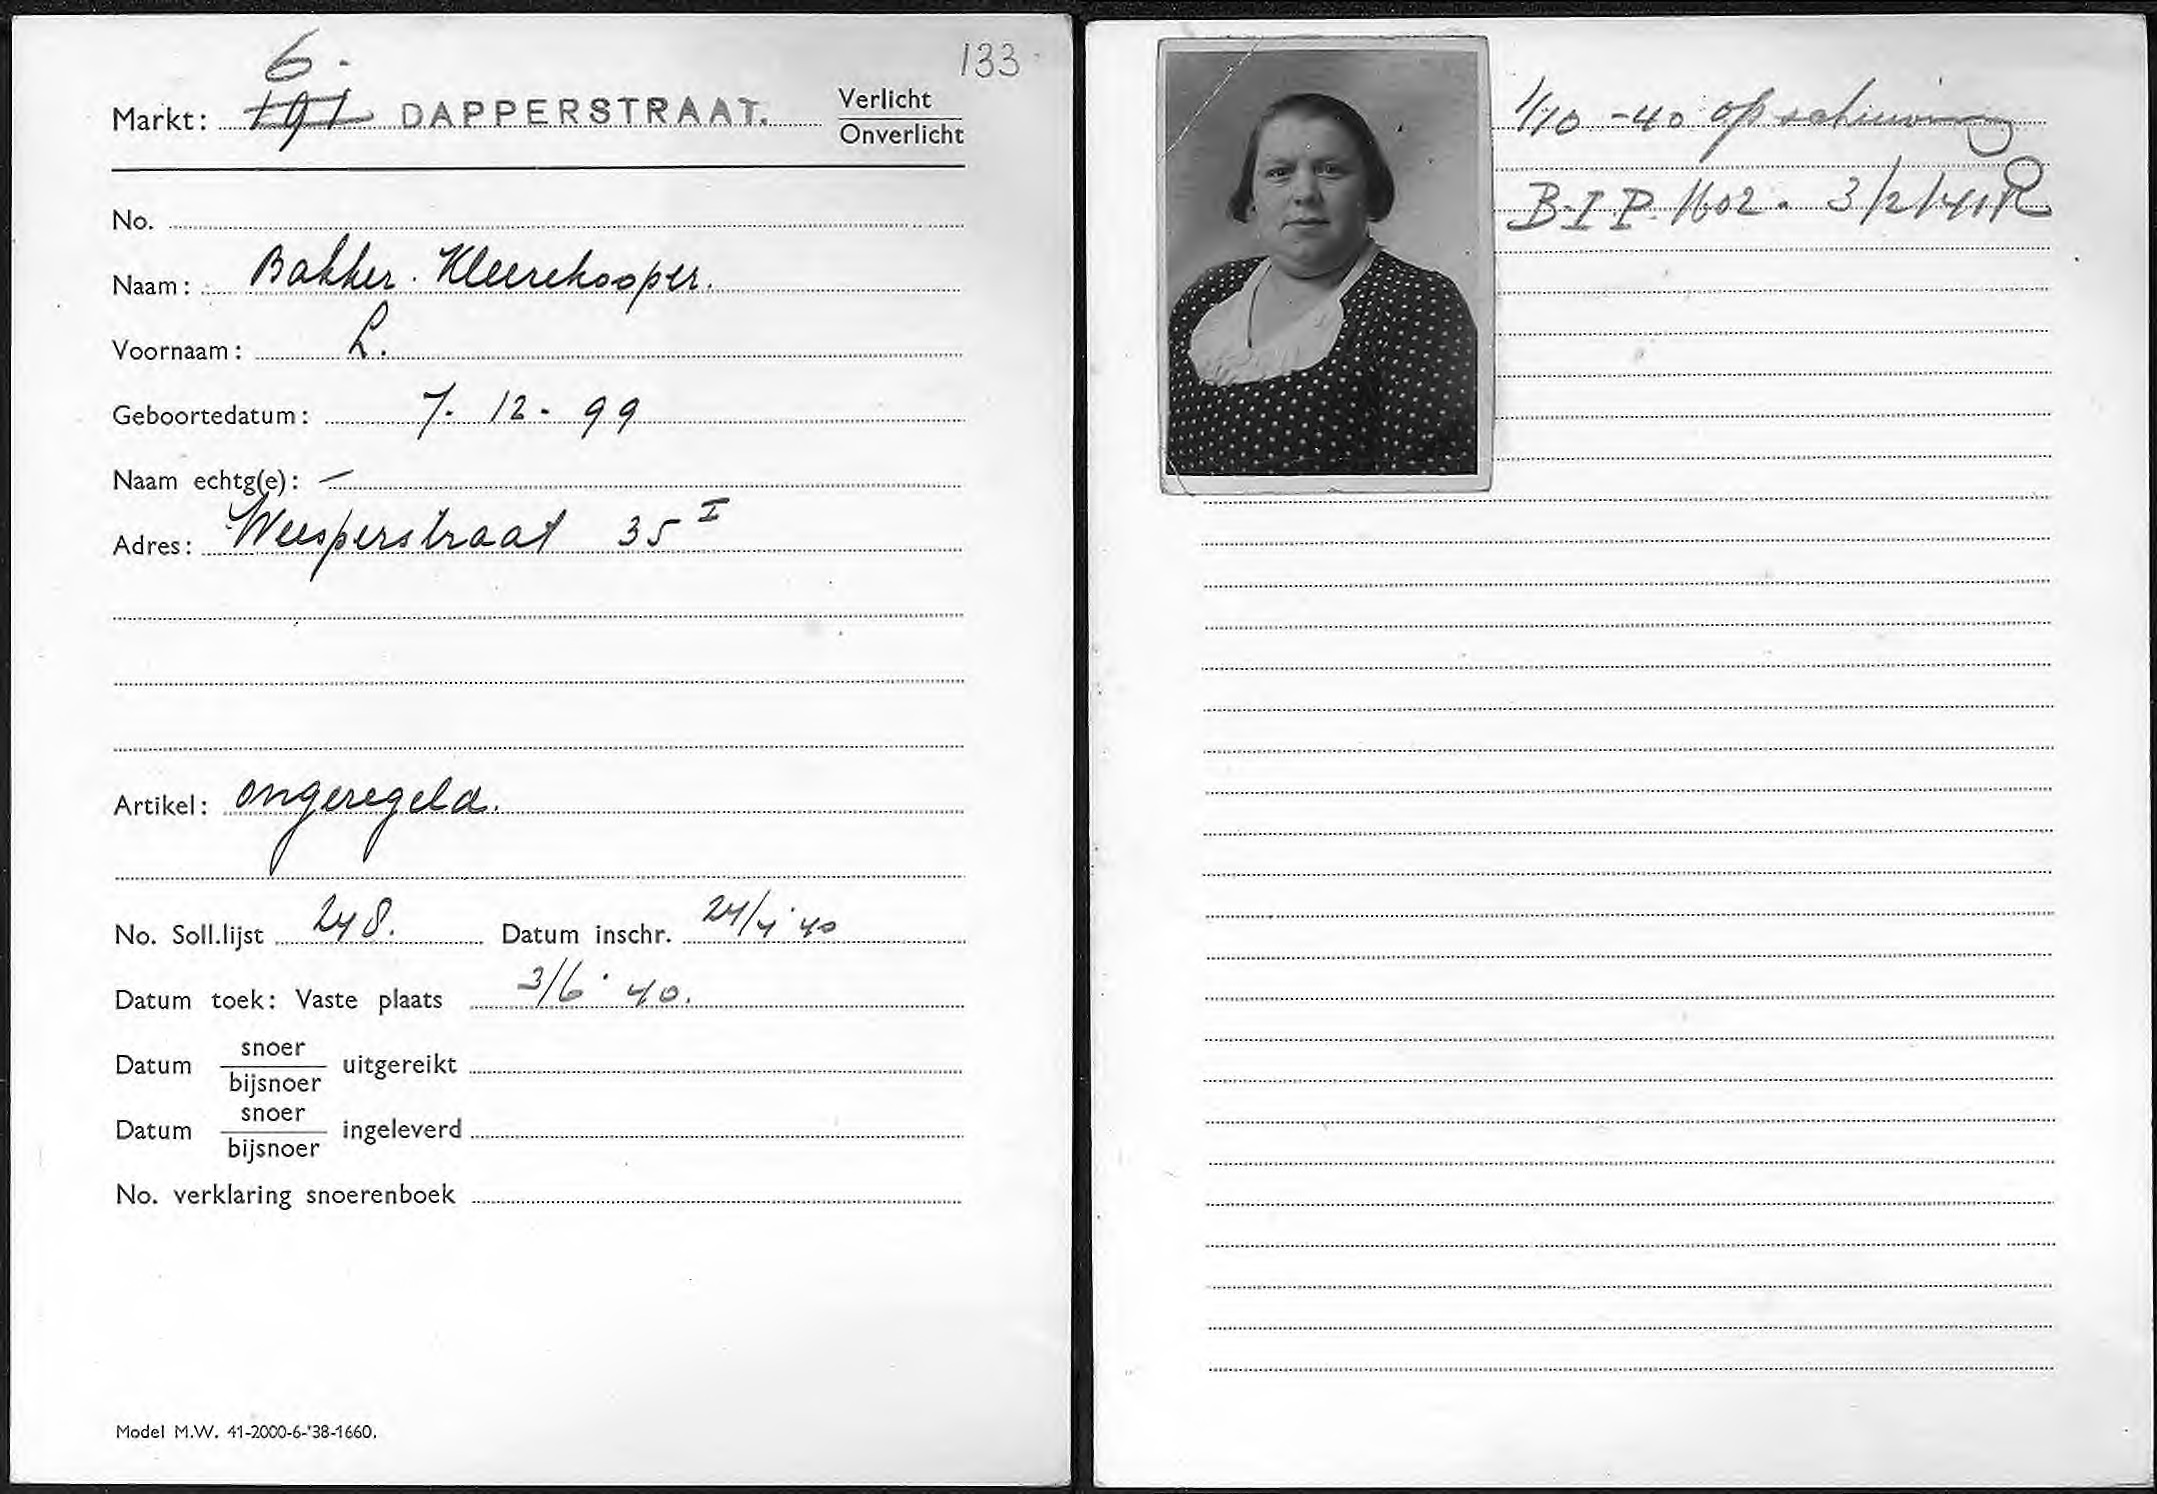 133
6.
Markt: 191 DAPPERSTRAAT. Verlicht
Onverlicht
No.
Naam: Bakker. Kleerekooper.
Voornaam: L.
Geboortedatum: 7. 12. 99
Naam echtg(e): –
Adres: Weesperstraat 35 I
Artikel: ongeregeld.
No. Soll.lijst 248. Datum inschr. 24/4 '40
Datum toek: Vaste plaats 3/6 '40.
Datum snoer
bijsnoer uitgereikt
Datum snoer
bijsnoer ingeleverd
No. verklaring snoerenboek
Model M.W. 41-2000-6-'38-1660.
1/10 -40 opschuiving
B.I.P. 1602. 3/2/41